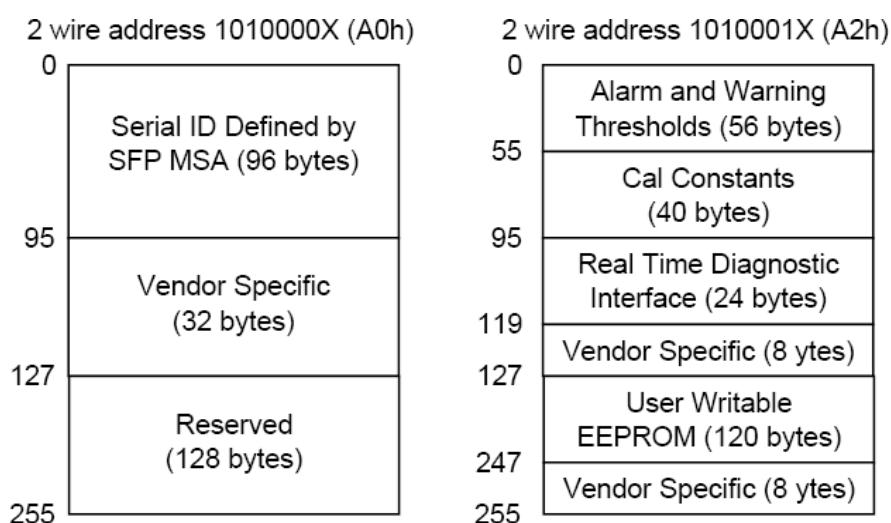 2 wire address 1010000X (A0h)
0
Serial ID Defined by
SFP MSA (96 bytes)
95
Vendor Specific
(32 bytes)
127
Reserved
(128 bytes)
255
2 wire address 1010001X (A2h)
0
Alarm and Warning
Thresholds (56 bytes)
55
Cal Constants
(40 bytes)
95
Real Time Diagnostic
Interface (24 bytes)
119
Vendor Specific (8 ytes)
127
User Writable
EEPROM (120 bytes)
247
Vendor Specific (8 ytes)
255